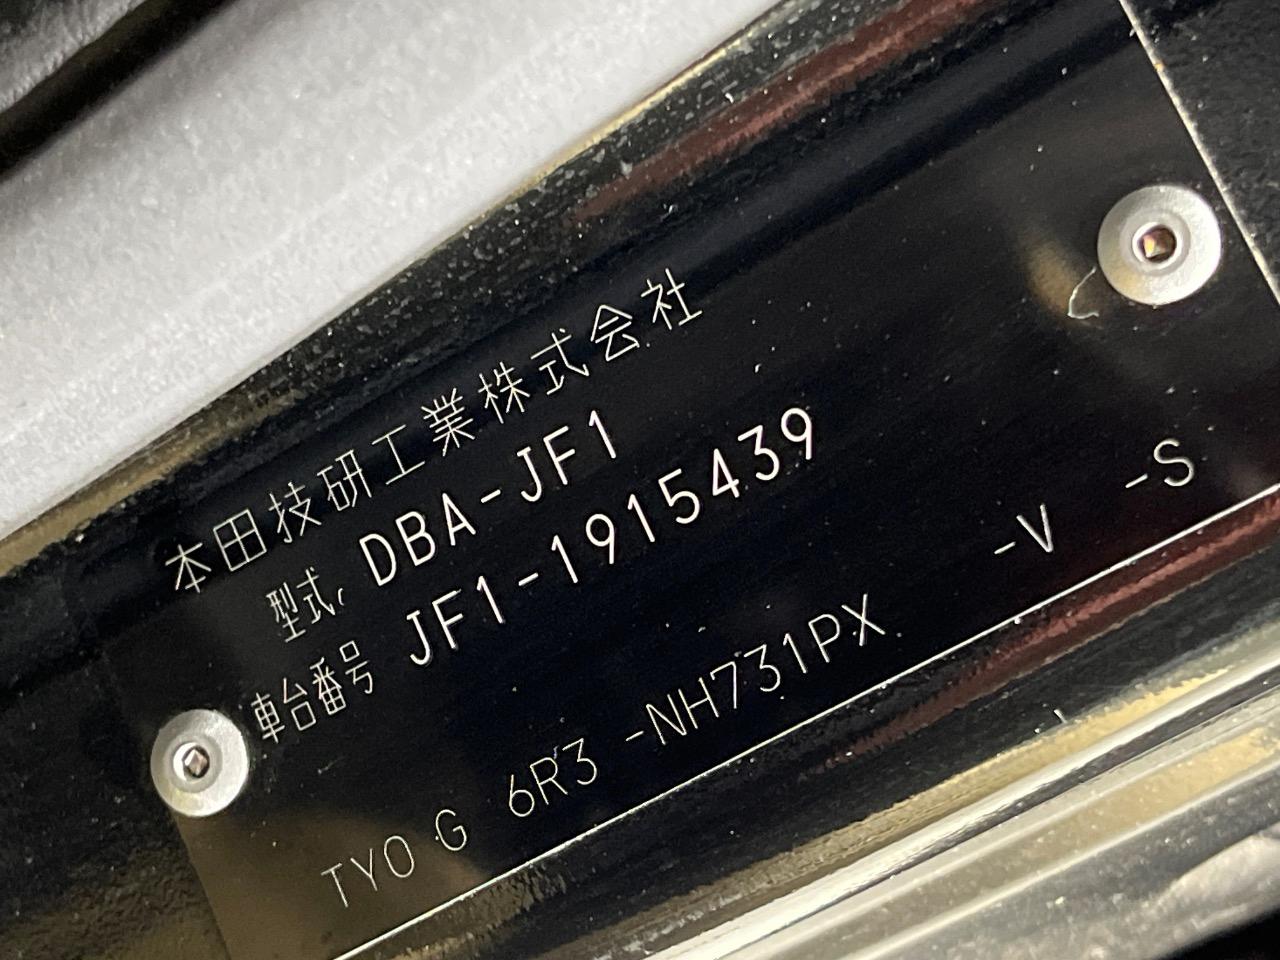 本田技研工業株式会社
型式 DBA-JF1
車台番号 JF1-1915439
TYO G 6R3 -NH731PX -V -S